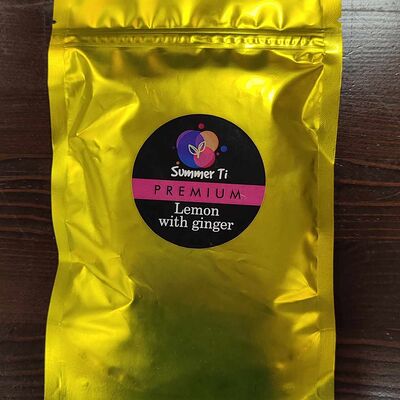 Summer Ti
PREMIUM
Lemon
with ginger